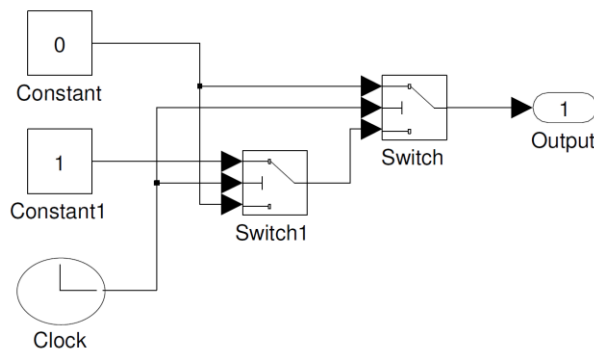 0
Constant
1
Constant1
Clock
Switch1
Switch
1
Output